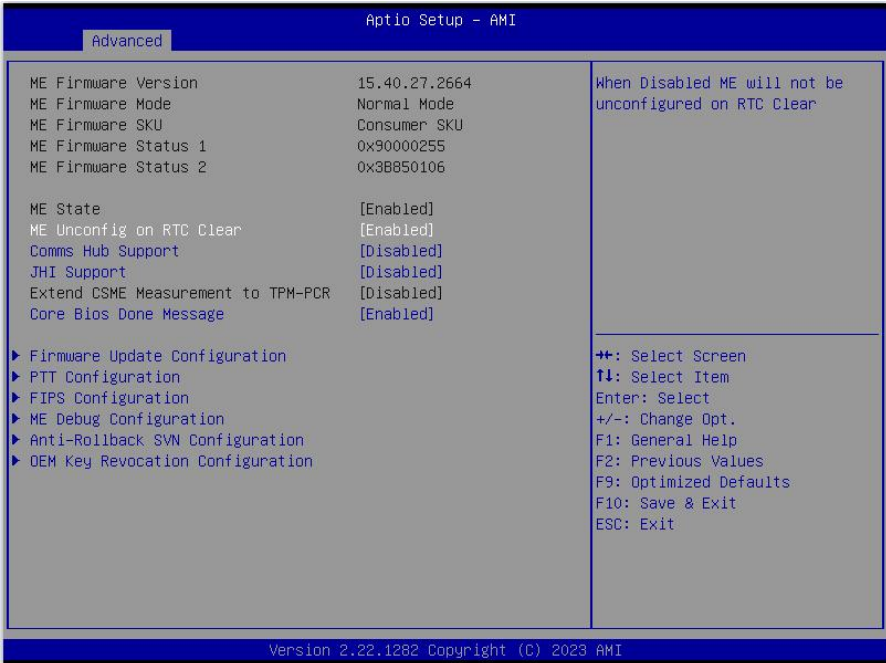 Aptio Setup – AMI
Advanced
ME Firmware Version 15.40.27.2664
ME Firmware Mode Normal Mode
ME Firmware SKU Consumer SKU
ME Firmware Status 1 0x90000255
ME Firmware Status 2 0x3B850106
ME State [Enabled]
ME Unconfig on RTC Clear [Enabled]
Comms Hub Support [Disabled]
JHI Support [Disabled]
Extend CSME Measurement to TPM-PCR [Disabled]
Core Bios Done Message [Enabled]
Firmware Update Configuration
PTT Configuration
FIPS Configuration
ME Debug Configuration
Anti-Rollback SVN Configuration
OEM Key Revocation Configuration
When Disabled ME will not be
unconfigured on RTC Clear
→←: Select Screen
↑↓: Select Item
Enter: Select
+/-: Change Opt.
F1: General Help
F2: Previous Values
F9: Optimized Defaults
F10: Save & Exit
ESC: Exit
Version 2.22.1282 Copyright (C) 2023 AMI